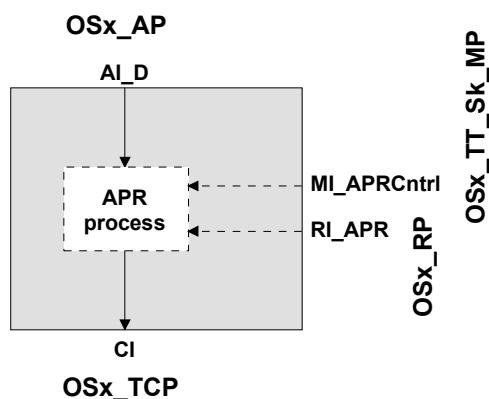 OSx_AP
AI_D
OSx_TT_Sk_MP
APR
process
MI_APRCntrl
RI_APR
OSx_RP
CI
OSx_TCP